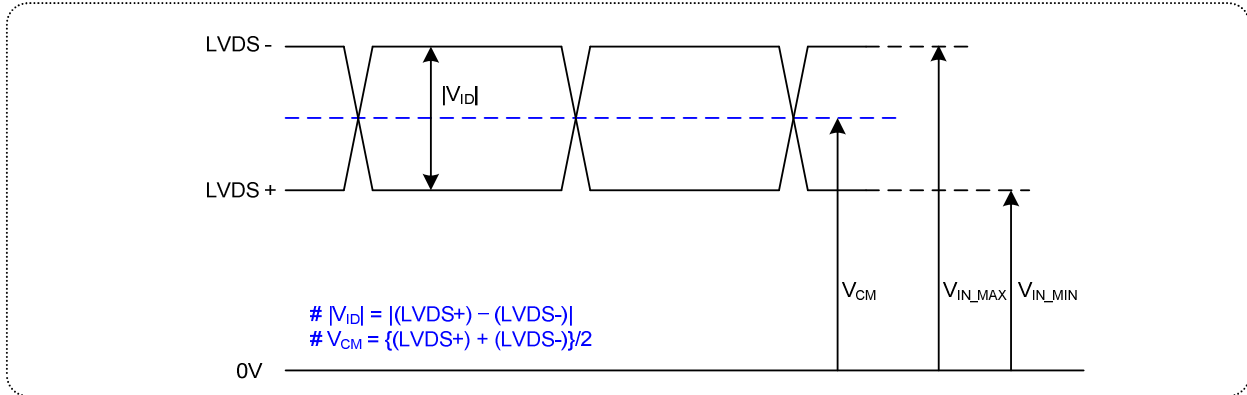 LVDS -
|VID|
LVDS +
VCM
VIN_MAX
VIN_MIN
# |VID| = |(LVDS+) – (LVDS-)|
# VCM = {(LVDS+) + (LVDS-)}/2
0V